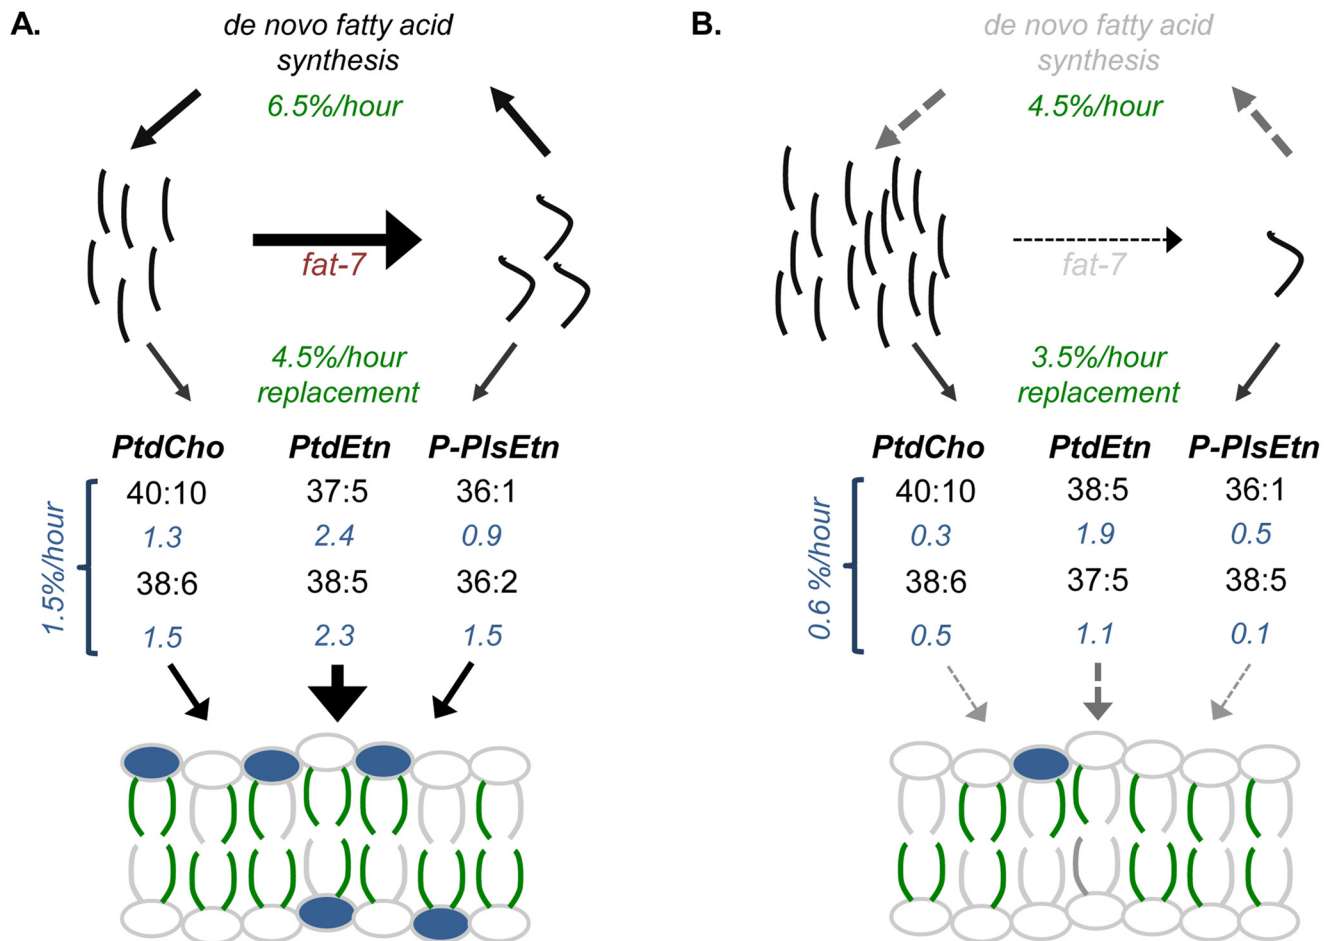 A.
de novo fatty acid
synthesis
6.5%/hour
fat-7
4.5%/hour
replacement
PtdCho PtdEtn P-PlsEtn
40:10 37:5 36:1
1.3 2.4 0.9
38:6 38:5 36:2
1.5 2.3 1.5
1.5%/hour
B.
de novo fatty acid
synthesis
4.5%/hour
fat-7
3.5%/hour
replacement
PtdCho PtdEtn P-PlsEtn
40:10 38:5 36:1
0.3 1.9 0.5
38:6 37:5 38:5
0.5 1.1 0.1
0.6 %/hour